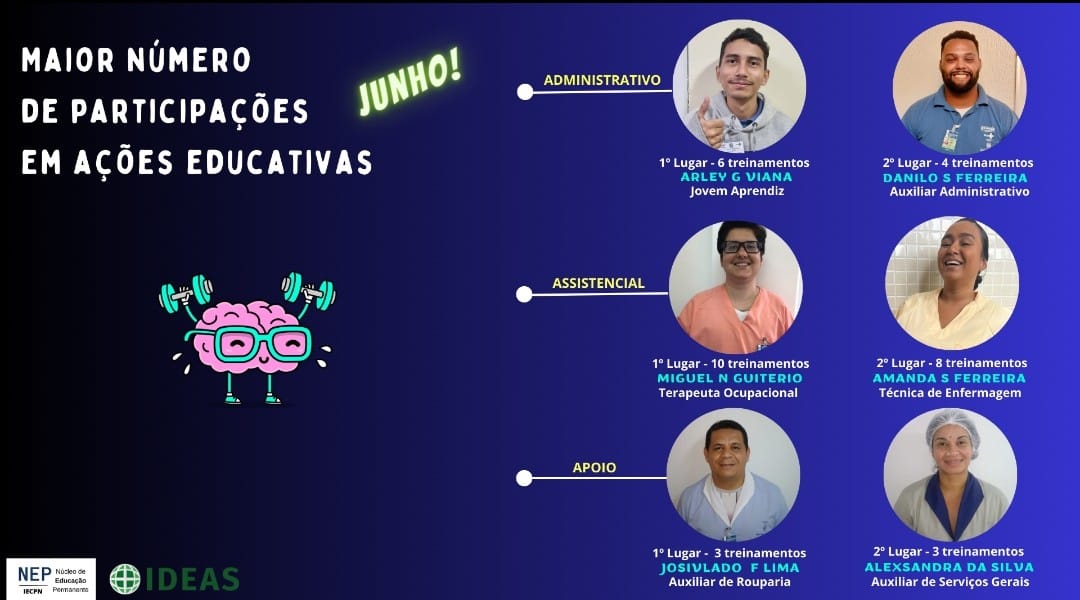 MAIOR NÚMERO
DE PARTICIPAÇÕES
EM AÇÕES EDUCATIVAS
JUNHO!
ADMINISTRATIVO
1º Lugar - 6 treinamentos
ARLEY G VIANA
Jovem Aprendiz
2º Lugar - 4 treinamentos
DANILO S FERREIRA
Auxiliar Administrativo
ASSISTENCIAL
1º Lugar - 10 treinamentos
MIGUEL N GUITERIO
Terapeuta Ocupacional
2º Lugar - 8 treinamentos
AMANDA S FERREIRA
Técnica de Enfermagem
APOIO
1º Lugar - 3 treinamentos
JOSIVLADO F LIMA
Auxiliar de Rouparia
2º Lugar - 3 treinamentos
ALEXSANDRA DA SILVA
Auxiliar de Serviços Gerais
NEP
IECPN
Núcleo de
Educação
Permanente
IDEAS